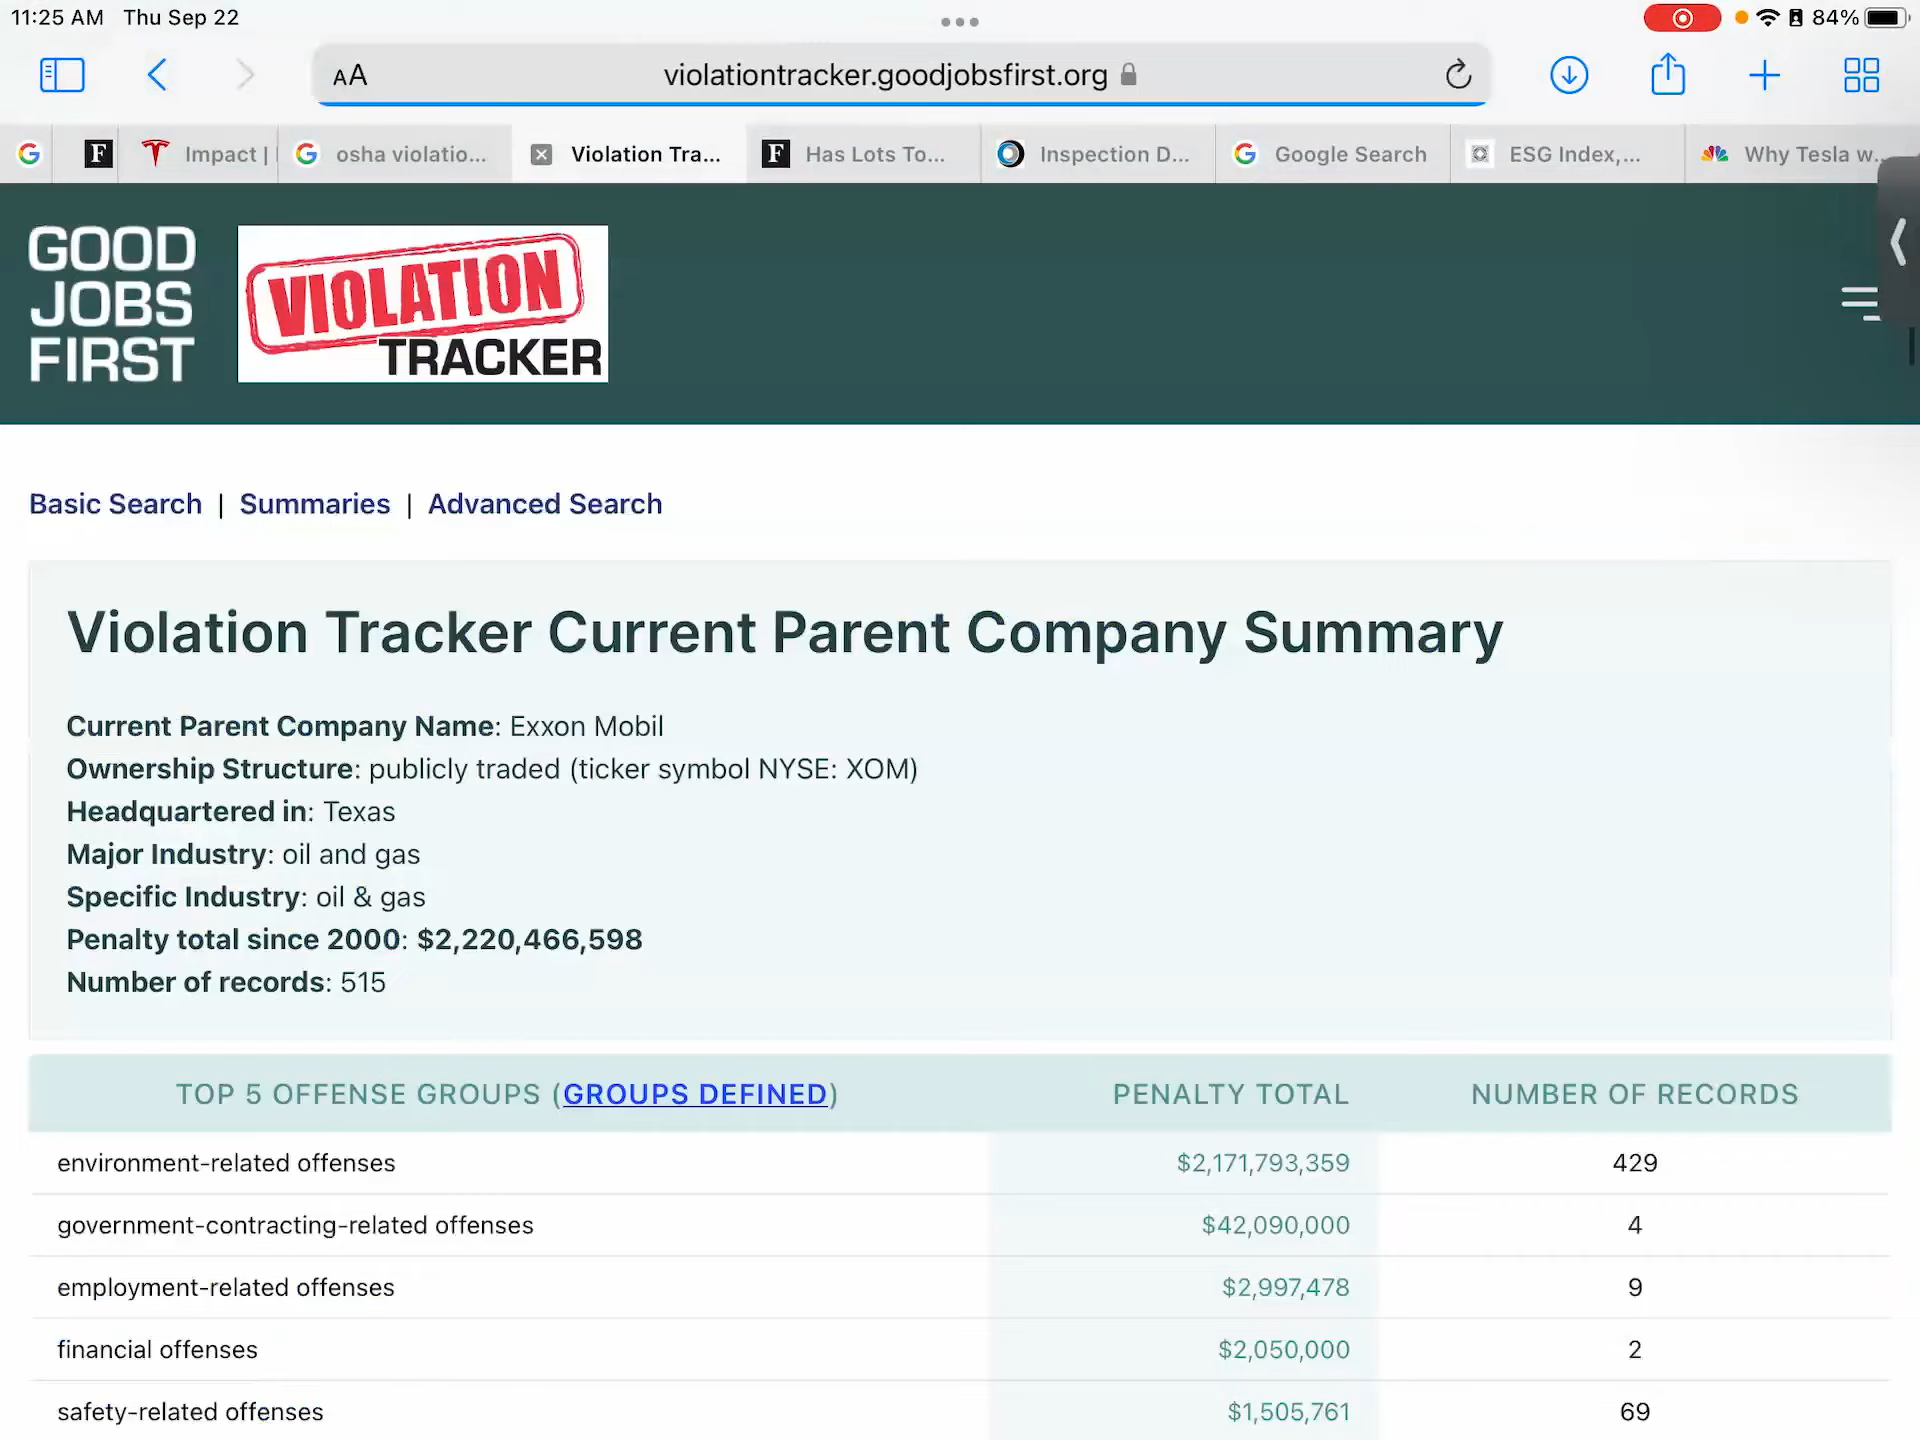 11:25 AM Thu Sep 22
84%
AA violationtracker.goodjobsfirst.org
Impact |
osha violatio...
Violation Tra...
Has Lots To...
Inspection D...
Google Search
ESG Index,...
Why Tesla w...
GOOD
JOBS
FIRST
VIOLATION
TRACKER
Basic Search | Summaries | Advanced Search
Violation Tracker Current Parent Company Summary
Current Parent Company Name: Exxon Mobil
Ownership Structure: publicly traded (ticker symbol NYSE: XOM)
Headquartered in: Texas
Major Industry: oil and gas
Specific Industry: oil & gas
Penalty total since 2000: $2,220,466,598
Number of records: 515
TOP 5 OFFENSE GROUPS (GROUPS DEFINED) PENALTY TOTAL NUMBER OF RECORDS
environment-related offenses $2,171,793,359 429
government-contracting-related offenses $42,090,000 4
employment-related offenses $2,997,478 9
financial offenses $2,050,000 2
safety-related offenses $1,505,761 69